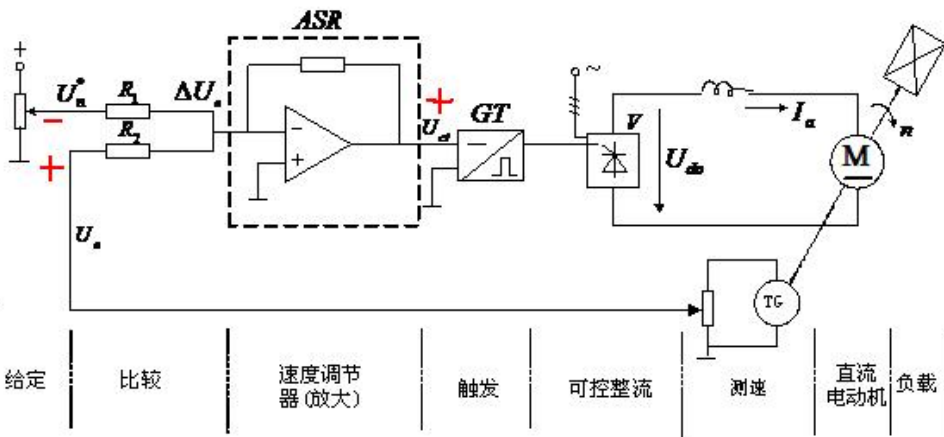 ASR
+
U*n
R1
ΔUn
+
GT
~
−
R2
Uct
V
Ia
n
+
−
+
−
Udo
M
Un
TG
给定
比较
速度调节
器(放大)
触发
可控整流
测速
直流
电动机
负载